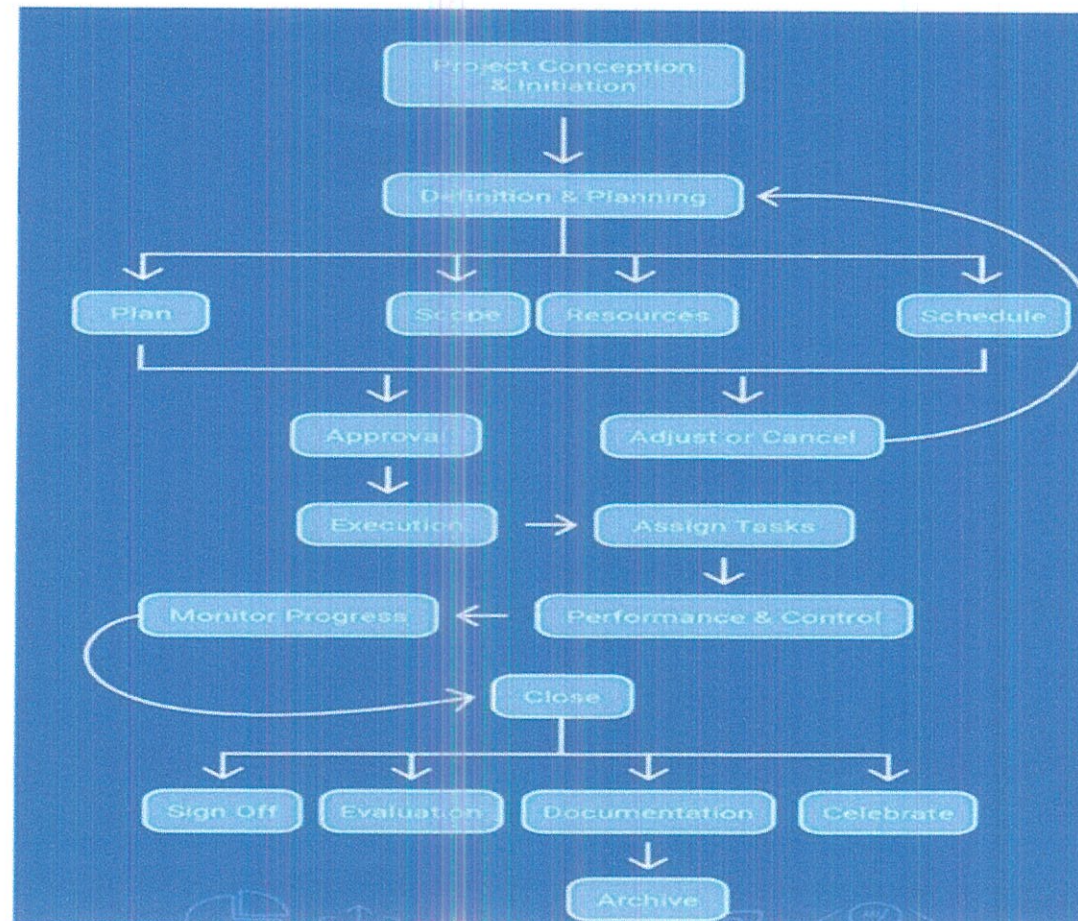 Project Conception
& Initiation
Definition & Planning
Plan
Scope
Resources
Schedule
Approval
Adjust or Cancel
Execution
Assign Tasks
Monitor Progress
Performance & Control
Close
Sign Off
Evaluation
Documentation
Celebrate
Archive